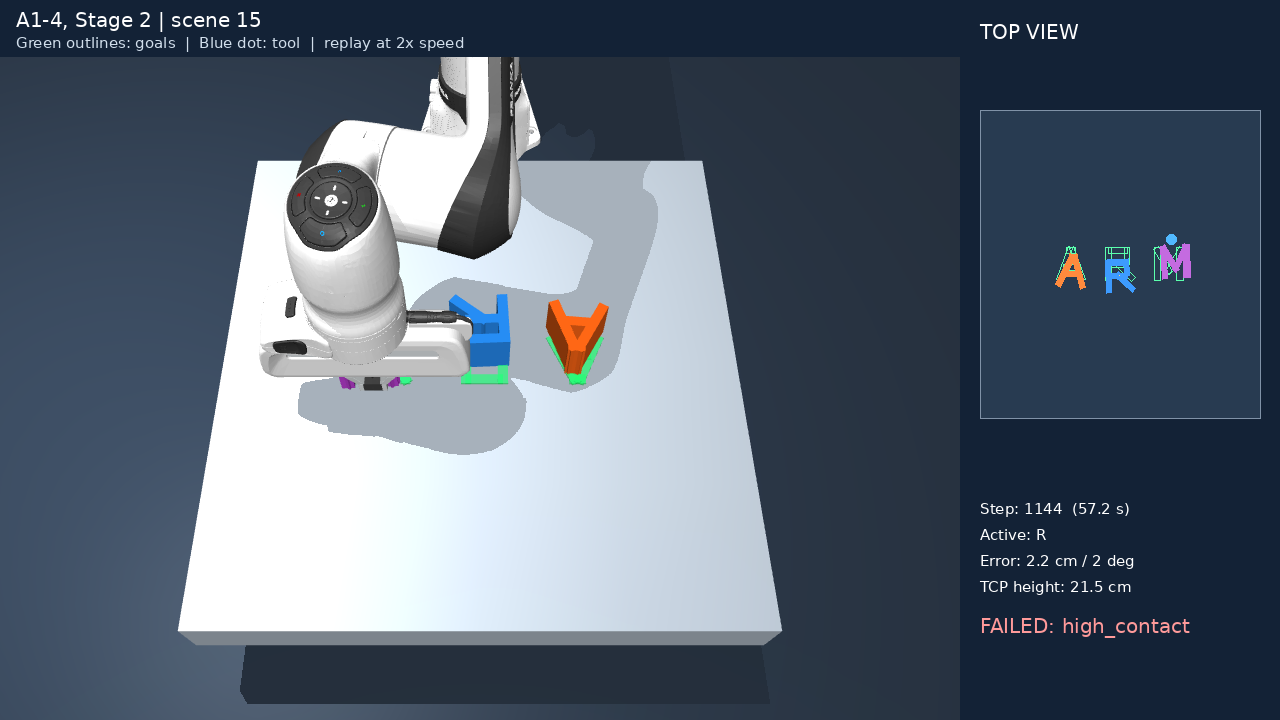 A1-4, Stage 2 | scene 15
Green outlines: goals | Blue dot: tool | replay at 2x speed
TOP VIEW
FRANKA
A R M
Step: 1144 (57.2 s)
Active: R
Error: 2.2 cm / 2 deg
TCP height: 21.5 cm
FAILED: high_contact